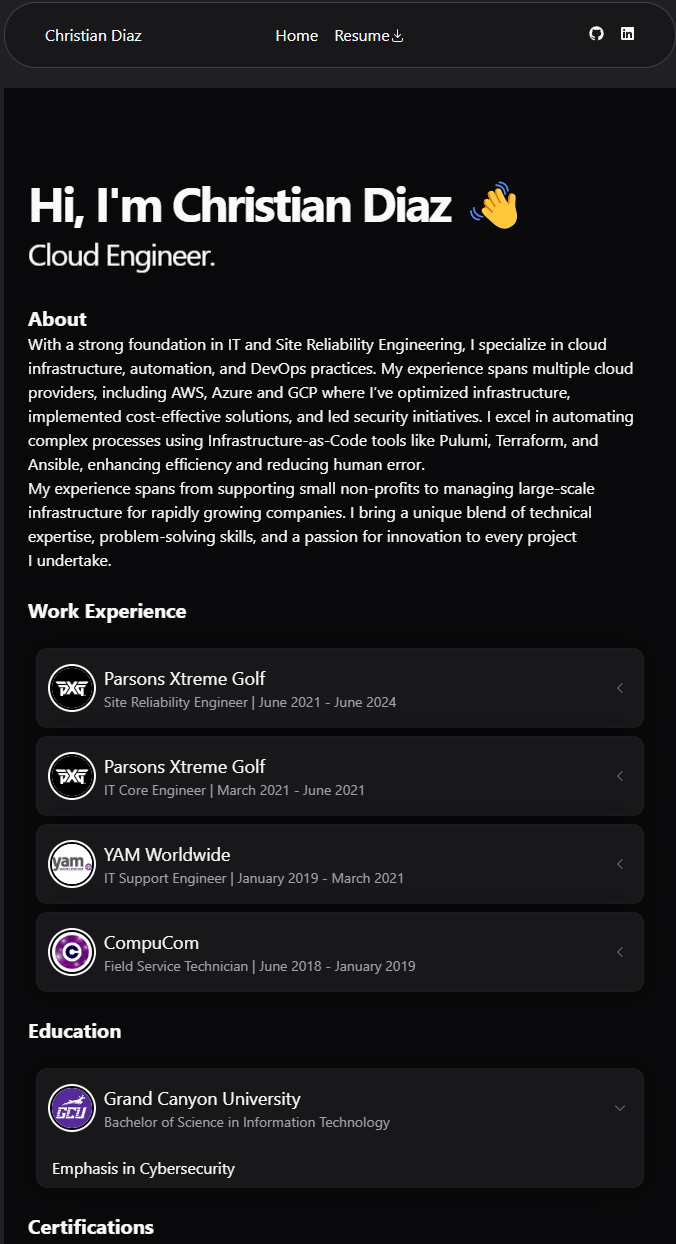 Christian Diaz
Home
Resume
Hi, I'm Christian Diaz
Cloud Engineer.
About
With a strong foundation in IT and Site Reliability Engineering, I specialize in cloud
infrastructure, automation, and DevOps practices. My experience spans multiple cloud
providers, including AWS, Azure and GCP where I’ve optimized infrastructure,
implemented cost-effective solutions, and led security initiatives. I excel in automating
complex processes using Infrastructure-as-Code tools like Pulumi, Terraform, and
Ansible, enhancing efficiency and reducing human error.
My experience spans from supporting small non-profits to managing large-scale
infrastructure for rapidly growing companies. I bring a unique blend of technical
expertise, problem-solving skills, and a passion for innovation to every project
I undertake.
Work Experience
PXG
Parsons Xtreme Golf
Site Reliability Engineer | June 2021 - June 2024
PXG
Parsons Xtreme Golf
IT Core Engineer | March 2021 - June 2021
yam
YAM Worldwide
IT Support Engineer | January 2019 - March 2021
C
CompuCom
Field Service Technician | June 2018 - January 2019
Education
GCU
Grand Canyon University
Bachelor of Science in Information Technology
Emphasis in Cybersecurity
Certifications